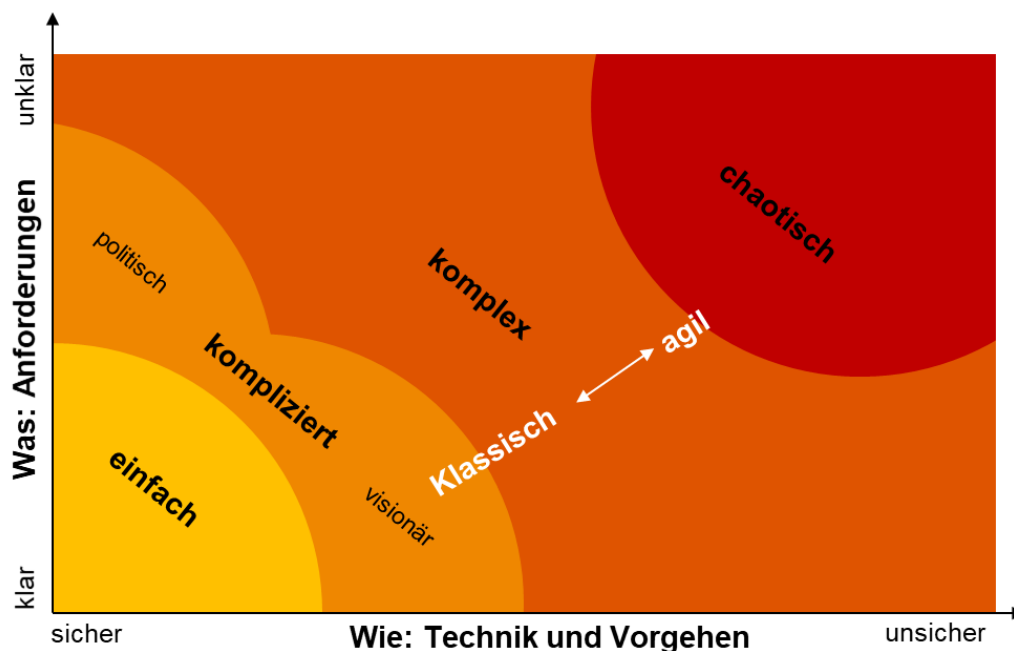 unklar
Was: Anforderungen
klar
politisch
kompliziert
einfach
visionär
komplex
chaotisch
Klassisch
agil
sicher
Wie: Technik und Vorgehen
unsicher